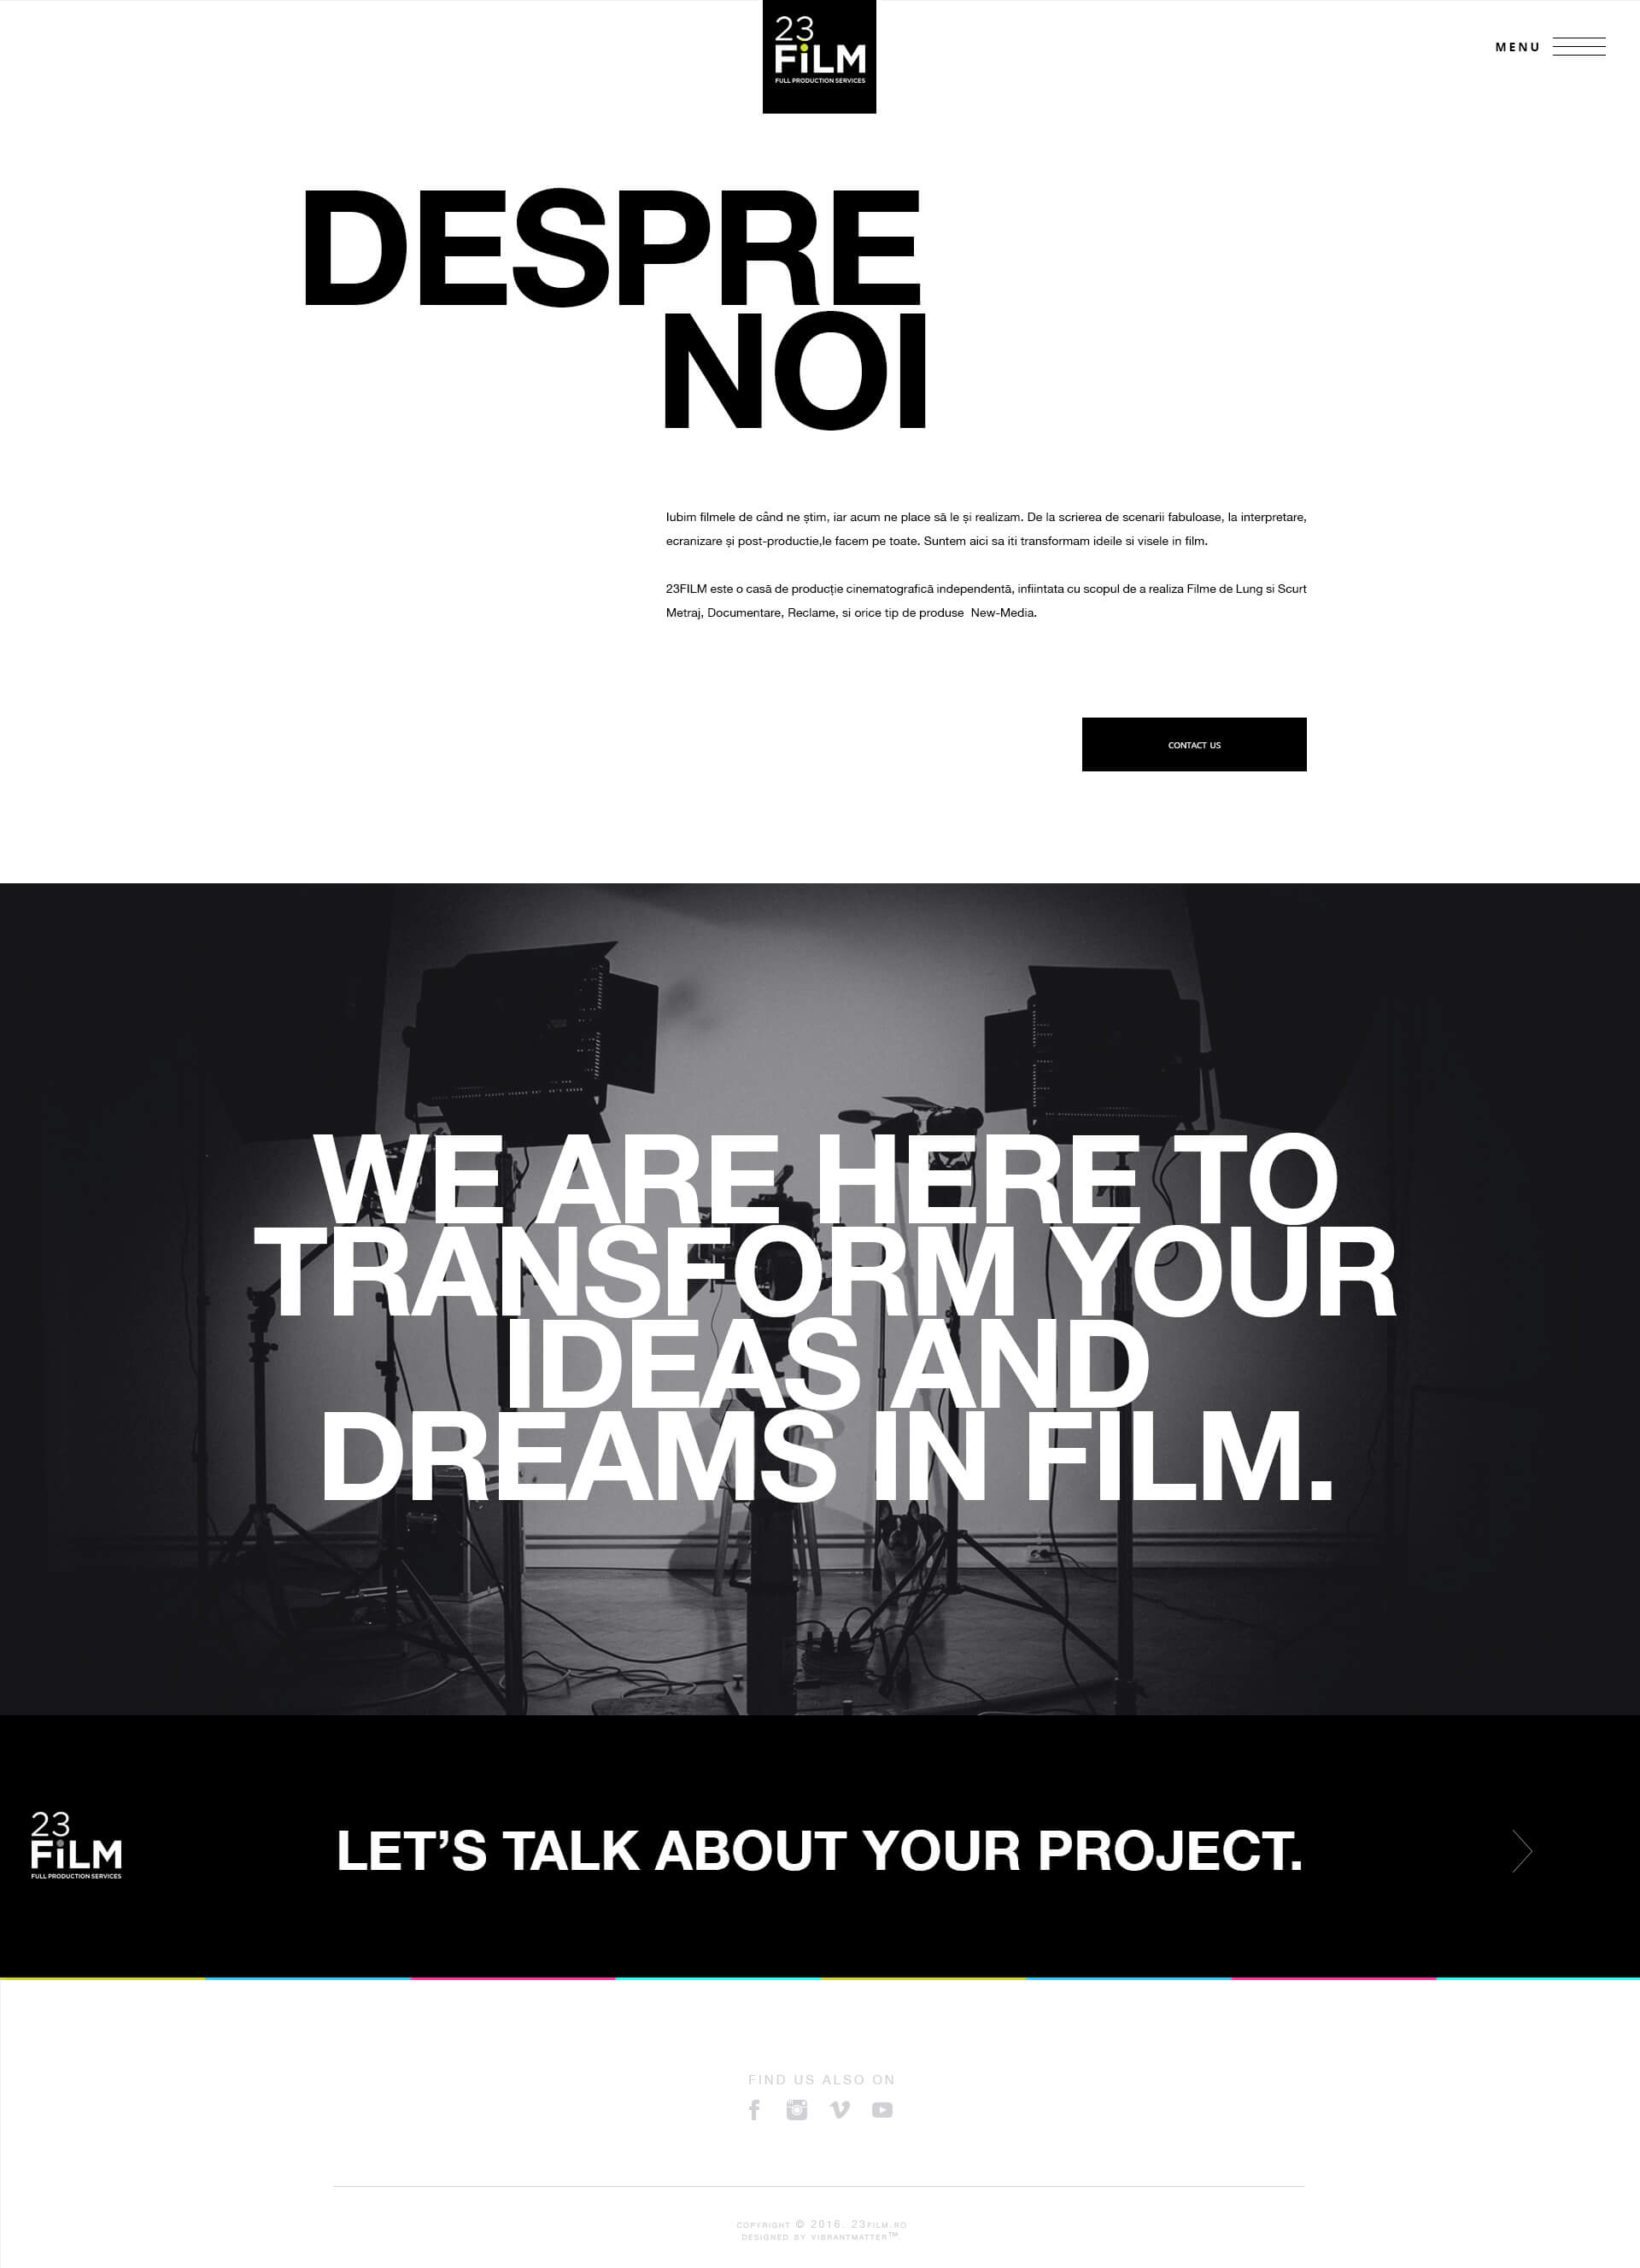 23
FiLM
FULL PRODUCTION SERVICES
MENU
DESPRE
NOI
Iubim filmele de când ne știm, iar acum ne place să le și realizam. De la scrierea de scenarii fabuloase, la interpretare,
ecranizare și post-productie,le facem pe toate. Suntem aici sa iti transformam ideile si visele in film.
23FILM este o casă de producție cinematografică independentă, infiintata cu scopul de a realiza Filme de Lung si Scurt
Metraj, Documentare, Reclame, si orice tip de produse  New-Media.
CONTACT US
WE ARE HERE TO
TRANSFORM YOUR
IDEAS AND
DREAMS IN FILM.
23
FiLM
FULL PRODUCTION SERVICES
LET’S TALK ABOUT YOUR PROJECT.
FIND US ALSO ON
COPYRIGHT © 2016. 23FILM.RO
DESIGNED BY VIBRANTMATTER™